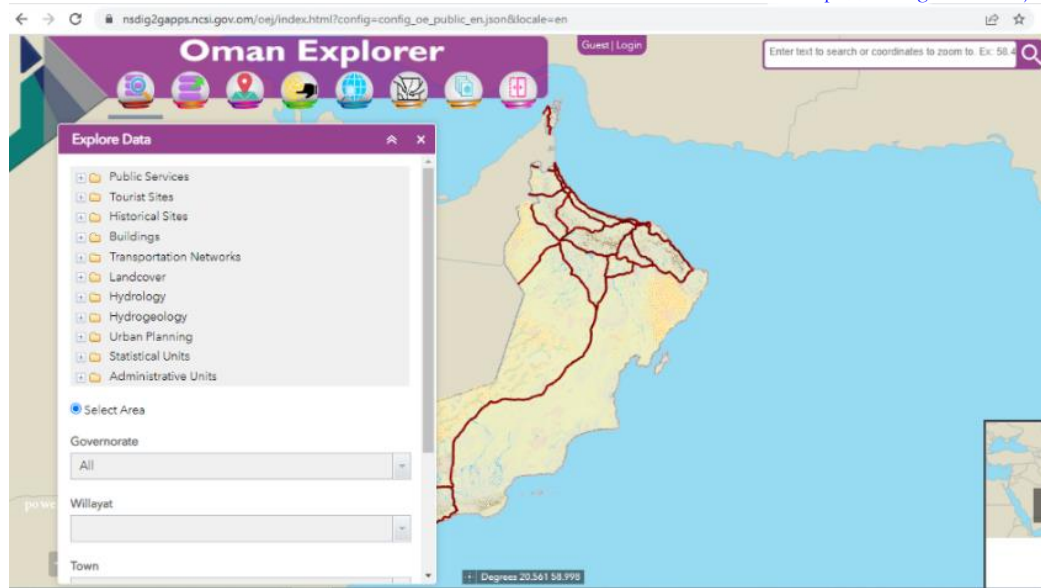 nsdig2gapps.ncsi.gov.om/oej/index.html?config=config_oe_public_en.json&locale=en
Oman Explorer
Guest | Login
Enter text to search or coordinates to zoom to. Ex: 58.4
Explore Data
Public Services
Tourist Sites
Historical Sites
Buildings
Transportation Networks
Landcover
Hydrology
Hydrogeology
Urban Planning
Statistical Units
Administrative Units
Select Area
Governorate
All
Willayat
Town
Degrees 20.561 58.998